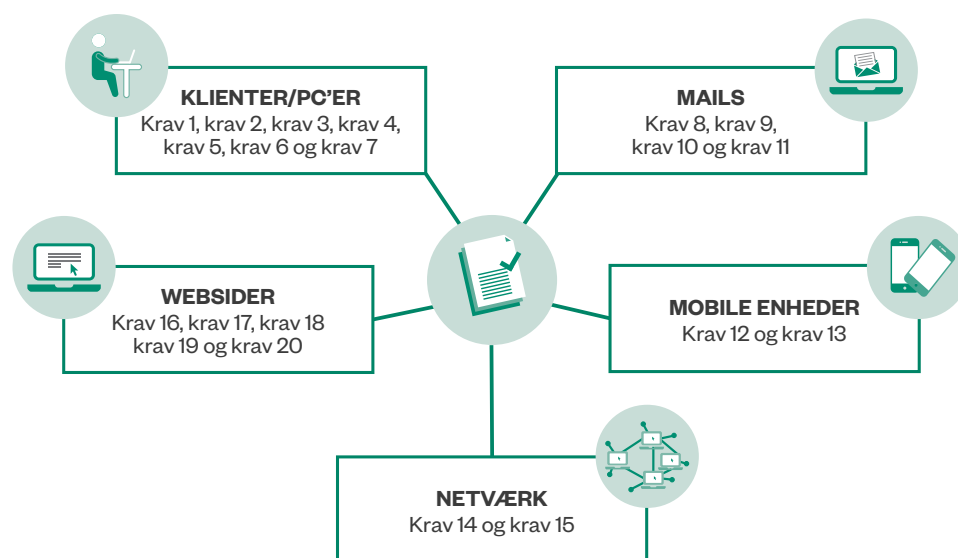 KLIENTER/PC’ER
Krav 1, krav 2, krav 3, krav 4,
krav 5, krav 6 og krav 7
MAILS
Krav 8, krav 9,
krav 10 og krav 11
WEBSIDER
Krav 16, krav 17, krav 18
krav 19 og krav 20
MOBILE ENHEDER
Krav 12 og krav 13
NETVÆRK
Krav 14 og krav 15